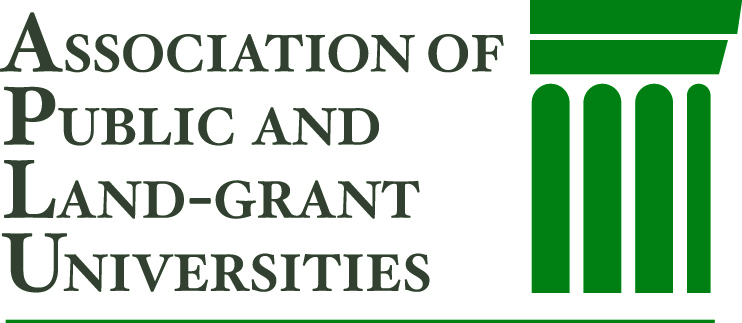 Association of
Public and
Land-grant
Universities